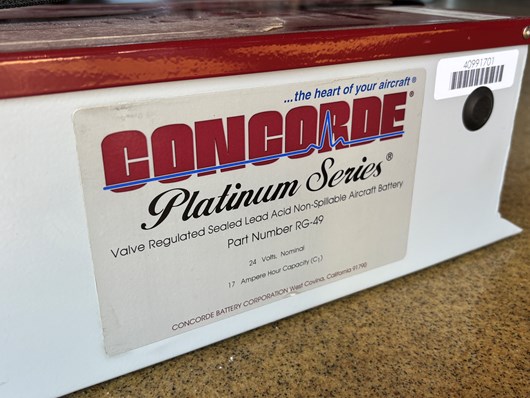 40991701
...the heart of your aircraft®
CONCORDE®
Platinum Series®
Valve Regulated Sealed Lead Acid Non-Spillable Aircraft Battery
Part Number RG-49
24 Volts Nominal
17 Ampere Hour Capacity (C₁)
CONCORDE BATTERY CORPORATION West Covina, California 91790